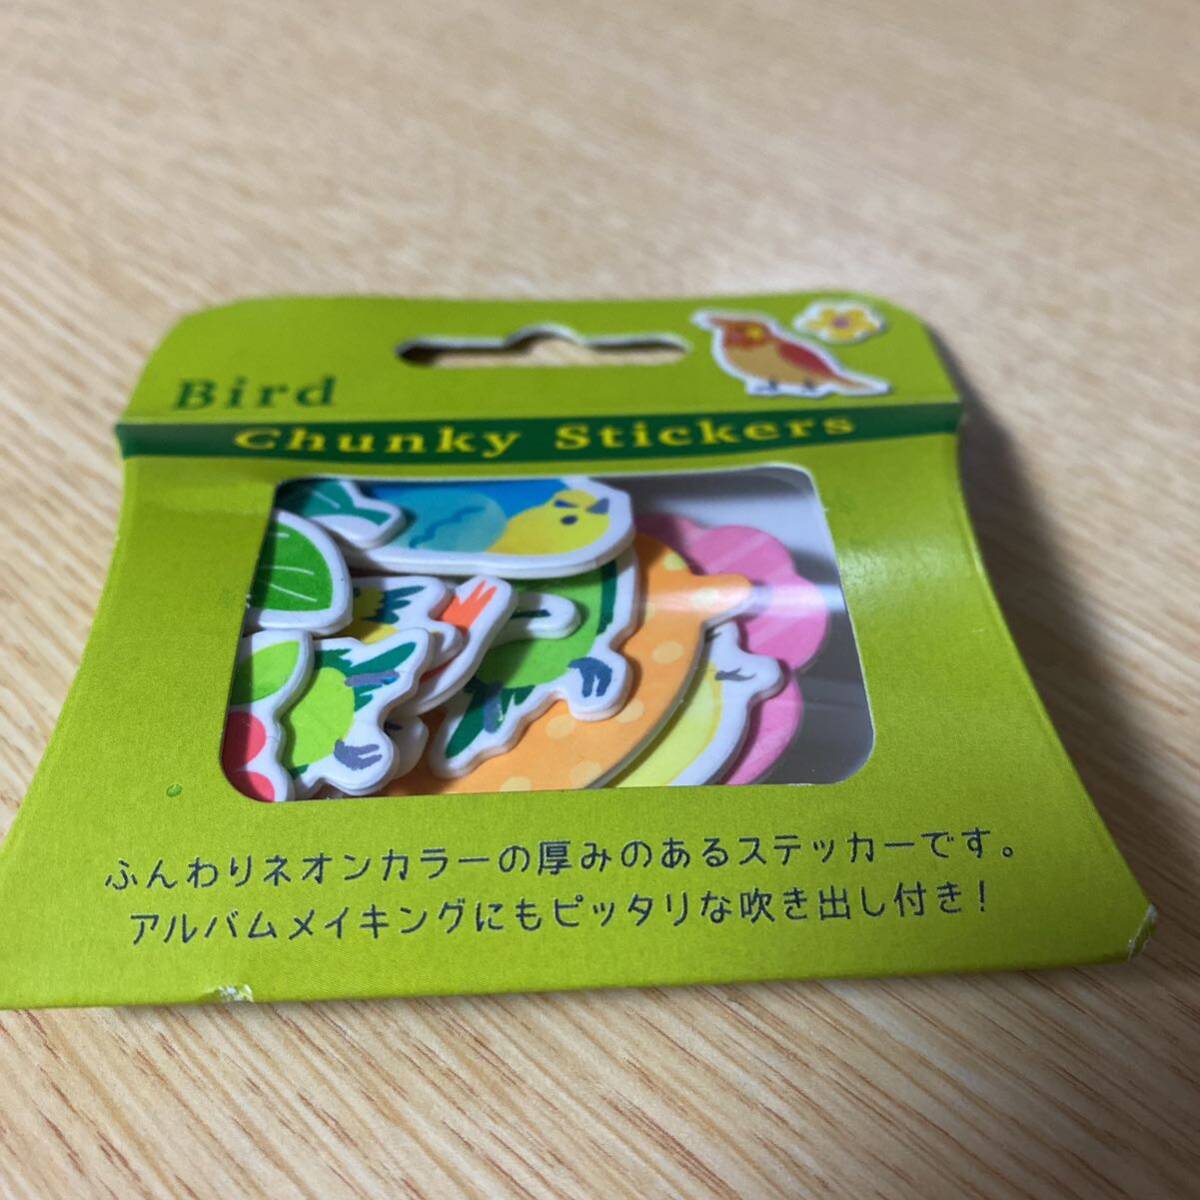 Bird
Chunky Stickers
ふんわりネオンカラーの厚みのあるステッカーです。
アルバムメイキングにもピッタリな吹き出し付き!